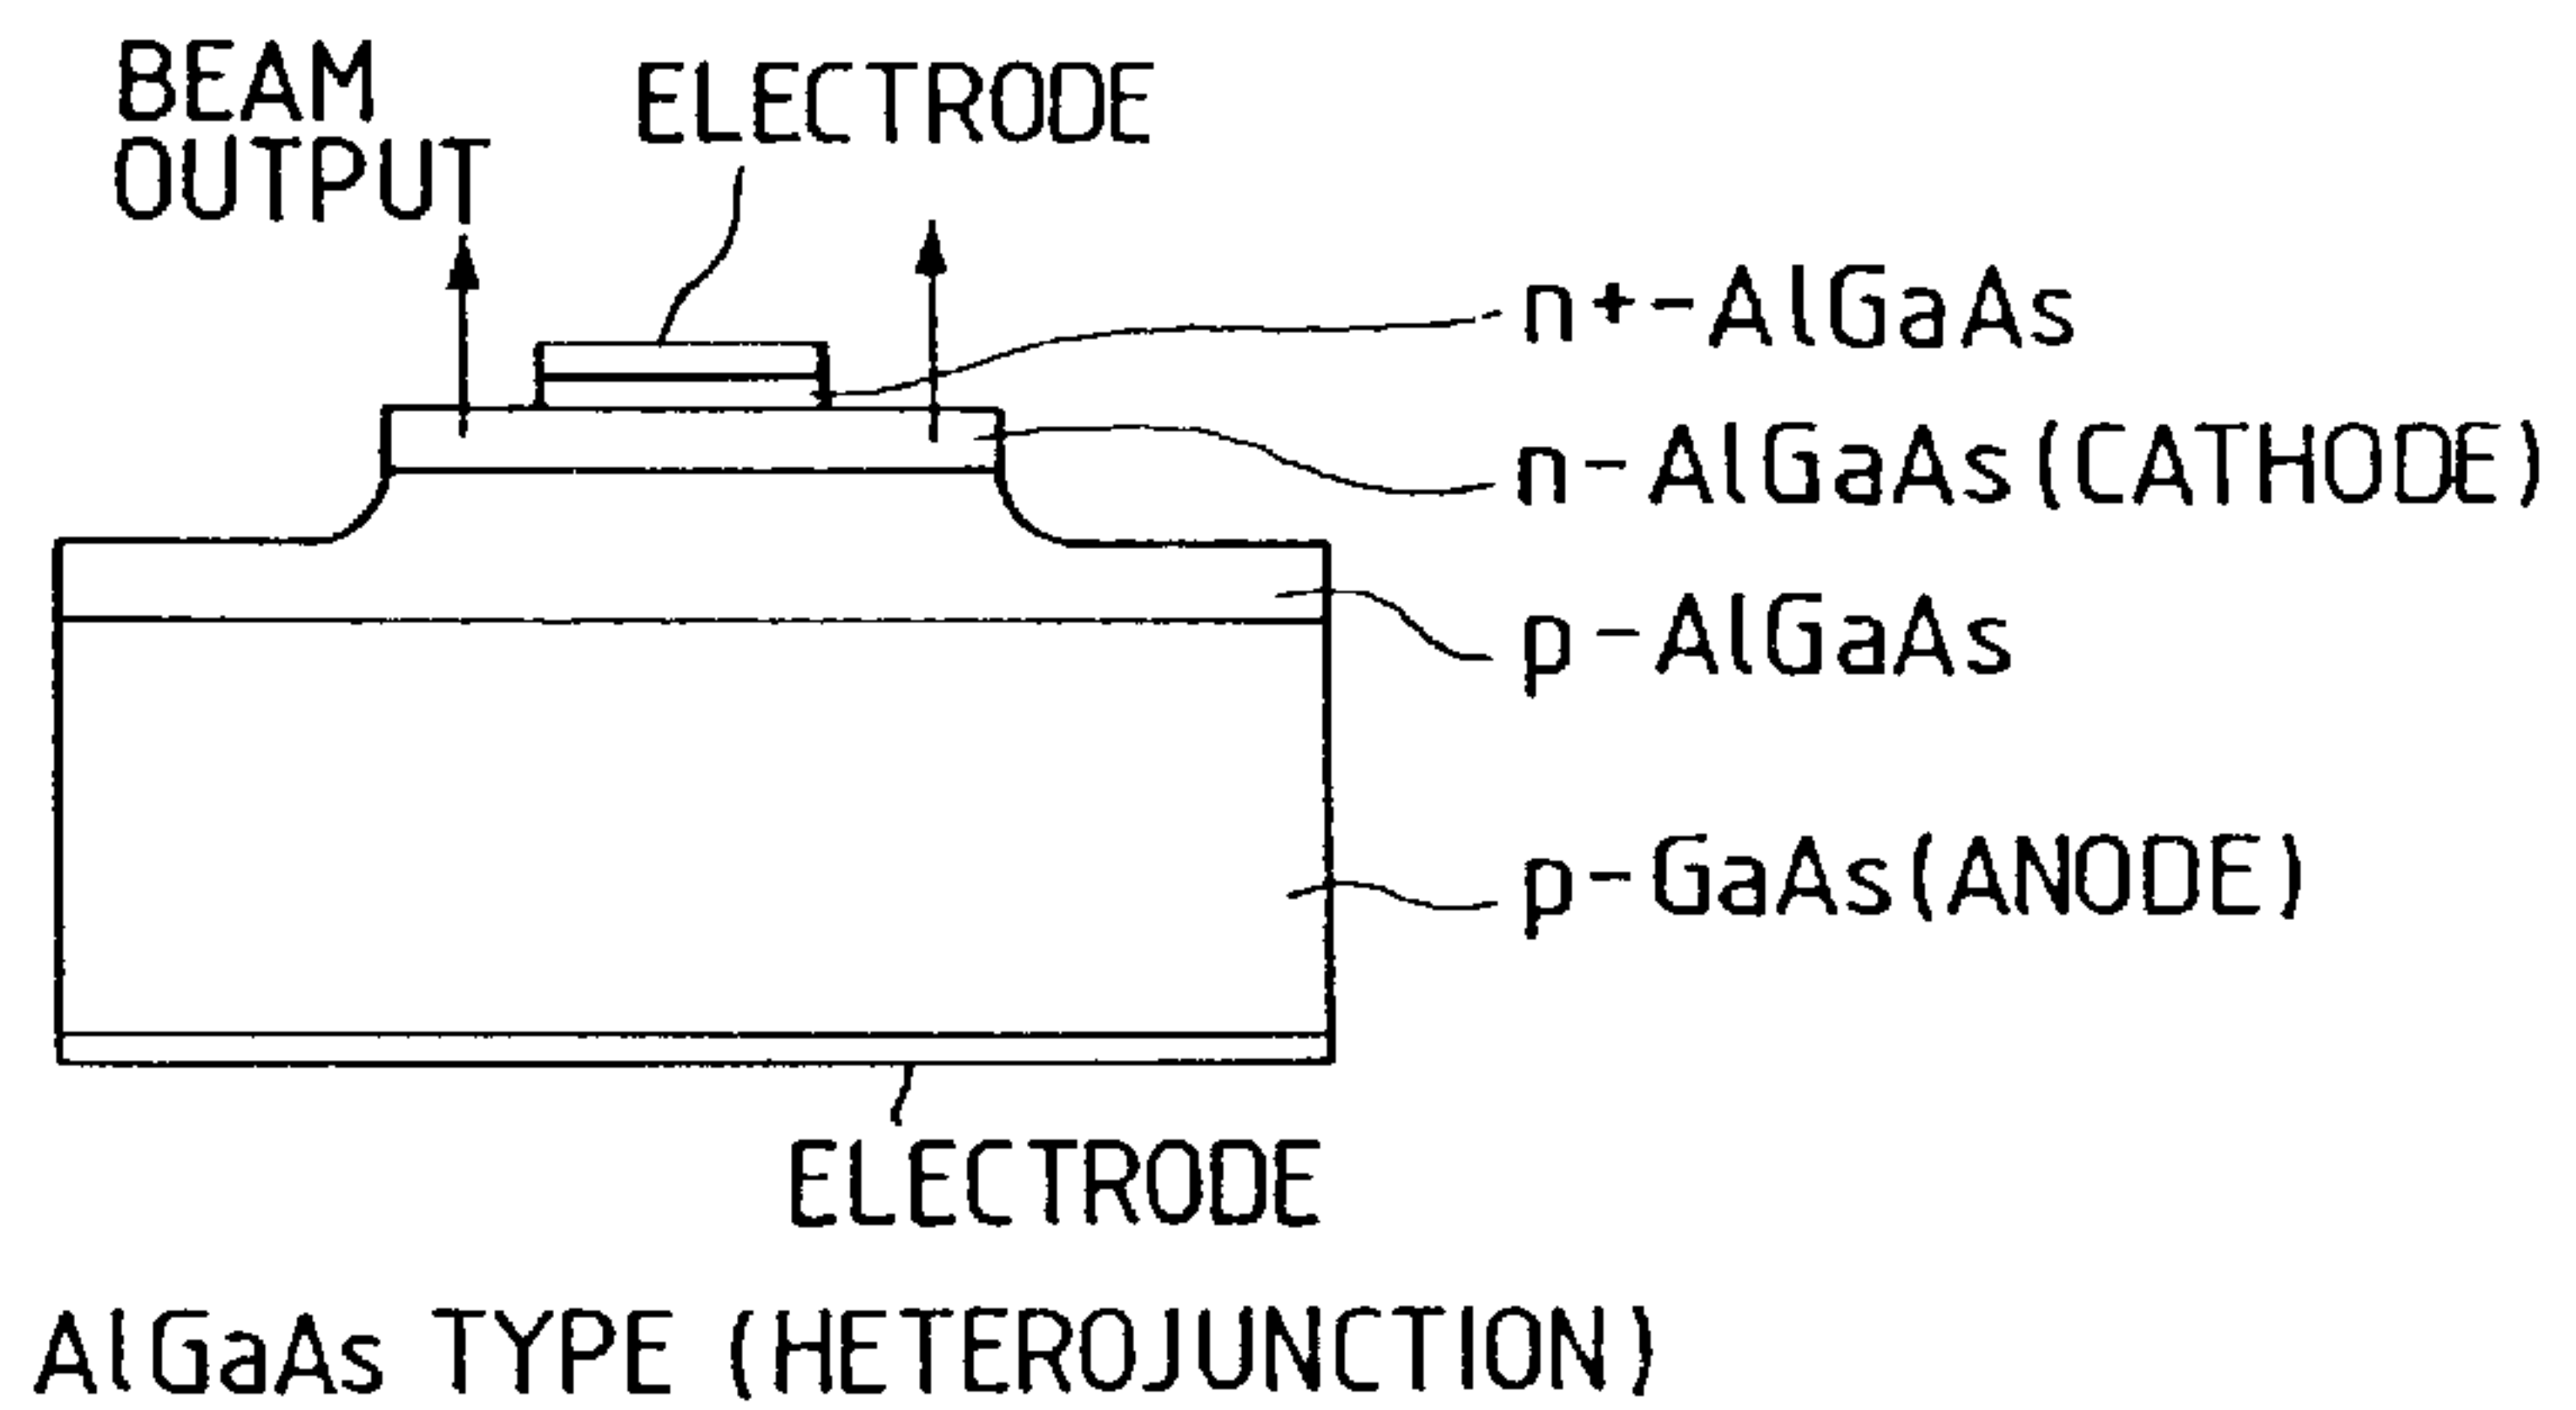 BEAM
OUTPUT
ELECTRODE
n+-AlGaAs
n-AlGaAs(CATHODE)
p-AlGaAs
p-GaAs(ANODE)
ELECTRODE
AlGaAs TYPE (HETEROJUNCTION)